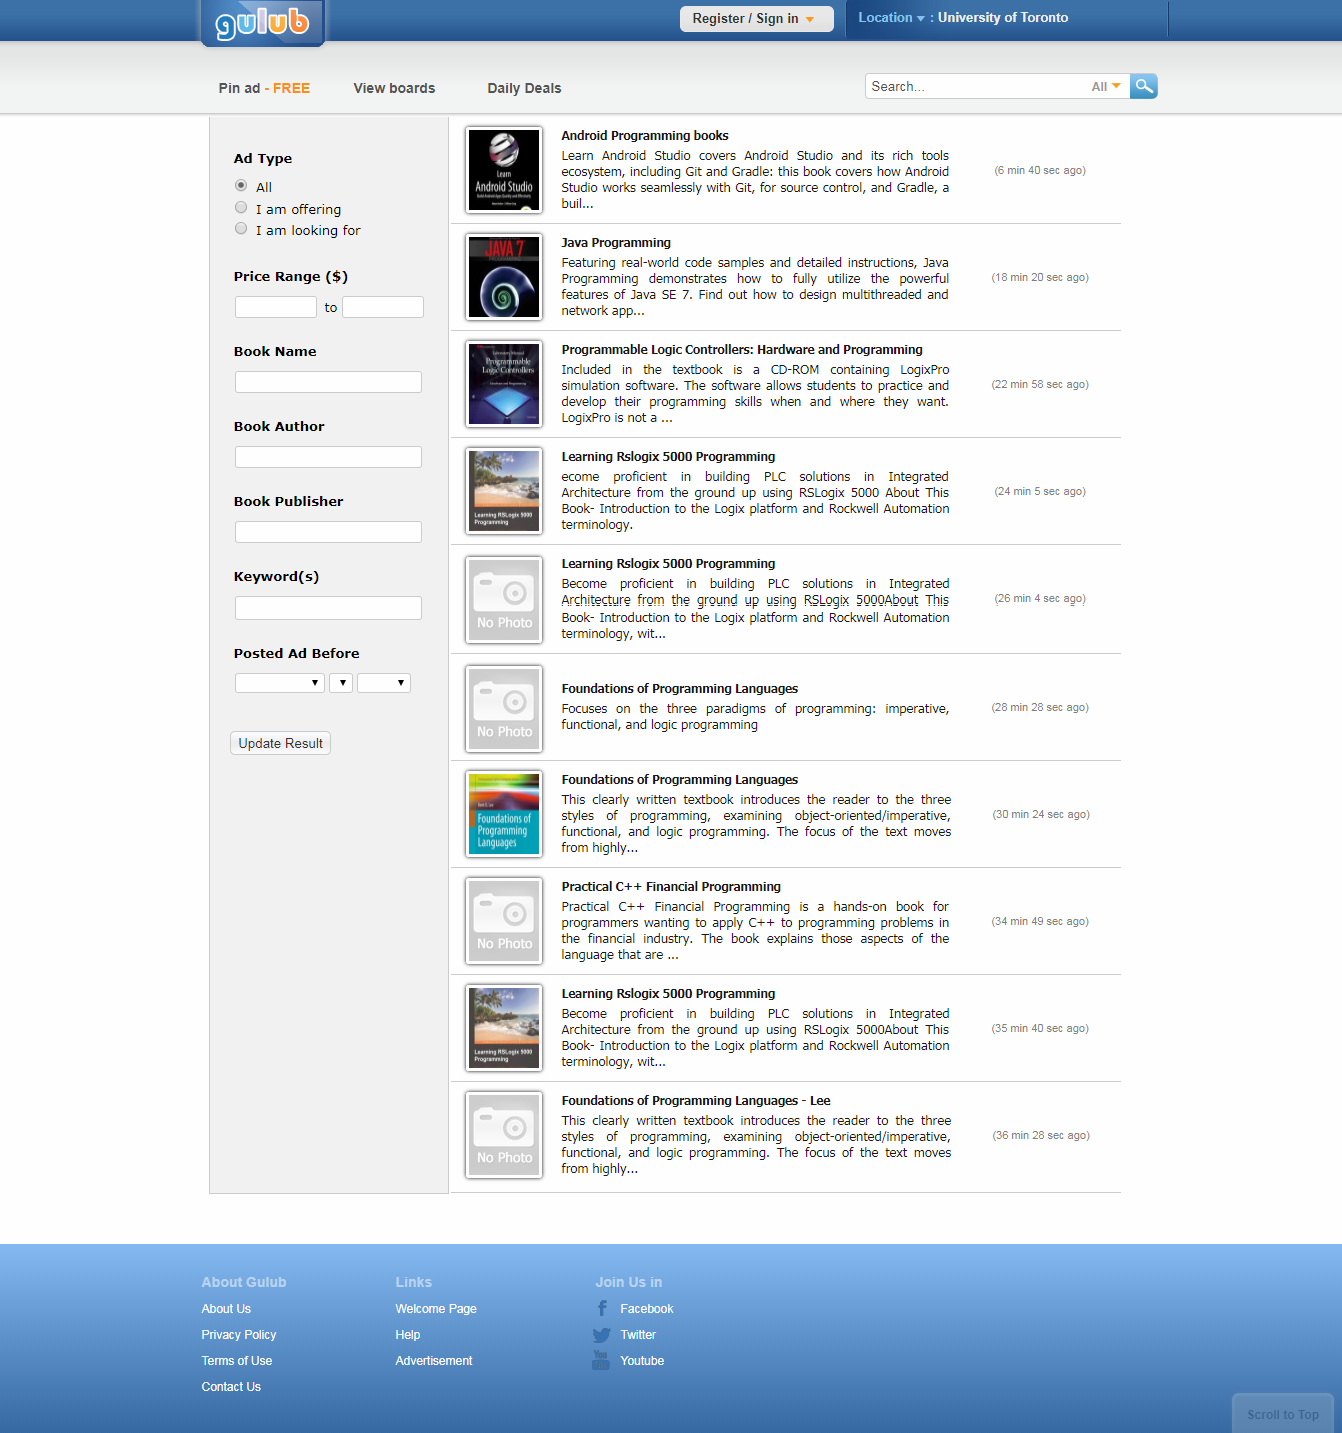 gulub
Register / Sign in
Location : University of Toronto
Pin ad - FREE
View boards
Daily Deals
Search...
All
Ad Type
All
I am offering
I am looking for
Price Range ($)
to
Book Name
Book Author
Book Publisher
Keyword(s)
Posted Ad Before
Update Result
Learn
Android Studio
Android Programming books
Learn Android Studio covers Android Studio and its rich tools
ecosystem, including Git and Gradle: this book covers how Android
Studio works seamlessly with Git, for source control, and Gradle, a
buil...
(6 min 40 sec ago)
JAVA 7
Java Programming
Featuring real-world code samples and detailed instructions, Java
Programming demonstrates how to fully utilize the powerful
features of Java SE 7. Find out how to design multithreaded and
network app...
(18 min 20 sec ago)
Programmable
Logic Controllers
Programmable Logic Controllers: Hardware and Programming
Included in the textbook is a CD-ROM containing LogixPro
simulation software. The software allows students to practice and
develop their programming skills when and where they want.
LogixPro is not a ...
(22 min 58 sec ago)
Learning RSLogix 5000
Programming
Learning Rslogix 5000 Programming
ecome proficient in building PLC solutions in Integrated
Architecture from the ground up using RSLogix 5000 About This
Book- Introduction to the Logix platform and Rockwell Automation
terminology.
(24 min 5 sec ago)
No Photo
Learning Rslogix 5000 Programming
Become proficient in building PLC solutions in Integrated
Architecture from the ground up using RSLogix 5000About This
Book- Introduction to the Logix platform and Rockwell Automation
terminology, wit...
(26 min 4 sec ago)
No Photo
Foundations of Programming Languages
Focuses on the three paradigms of programming: imperative,
functional, and logic programming
(28 min 28 sec ago)
Foundations of
Programming
Languages
Foundations of Programming Languages
This clearly written textbook introduces the reader to the three
styles of programming, examining object-oriented/imperative,
functional, and logic programming. The focus of the text moves
from highly...
(30 min 24 sec ago)
No Photo
Practical C++ Financial Programming
Practical C++ Financial Programming is a hands-on book for
programmers wanting to apply C++ to programming problems in
the financial industry. The book explains those aspects of the
language that are ...
(34 min 49 sec ago)
Learning RSLogix 5000
Programming
Learning Rslogix 5000 Programming
Become proficient in building PLC solutions in Integrated
Architecture from the ground up using RSLogix 5000About This
Book- Introduction to the Logix platform and Rockwell Automation
terminology, wit...
(35 min 40 sec ago)
No Photo
Foundations of Programming Languages - Lee
This clearly written textbook introduces the reader to the three
styles of programming, examining object-oriented/imperative,
functional, and logic programming. The focus of the text moves
from highly...
(36 min 28 sec ago)
About Gulub
About Us
Privacy Policy
Terms of Use
Contact Us
Links
Welcome Page
Help
Advertisement
Join Us in
Facebook
Twitter
You
Youtube
Scroll to Top